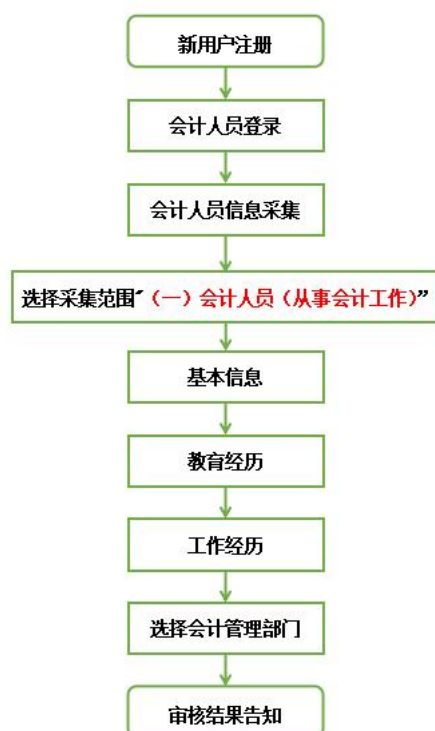 新用户注册
会计人员登录
会计人员信息采集
选择采集范围“（一）会计人员（从事会计工作）”
基本信息
教育经历
工作经历
选择会计管理部门
审核结果告知